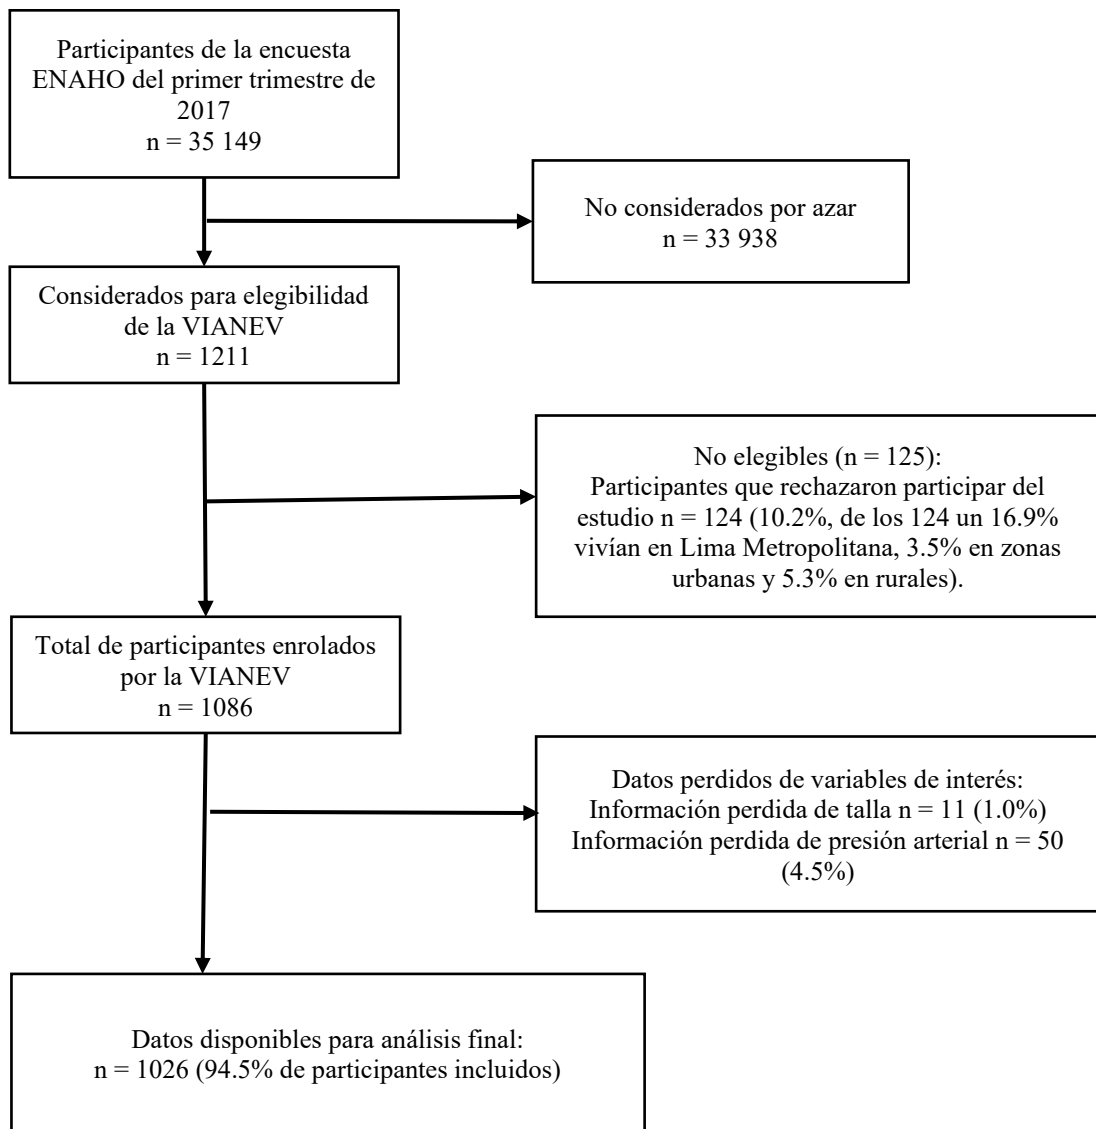 Participantes de la encuesta
ENAHO del primer trimestre de
2017
n = 35 149
No considerados por azar
n = 33 938
Considerados para elegibilidad
de la VIANEV
n = 1211
No elegibles (n = 125):
Participantes que rechazaron participar del
estudio n = 124 (10.2%, de los 124 un 16.9%
vivían en Lima Metropolitana, 3.5% en zonas
urbanas y 5.3% en rurales).
Total de participantes enrolados
por la VIANEV
n = 1086
Datos perdidos de variables de interés:
Información perdida de talla n = 11 (1.0%)
Información perdida de presión arterial n = 50
(4.5%)
Datos disponibles para análisis final:
n = 1026 (94.5% de participantes incluidos)